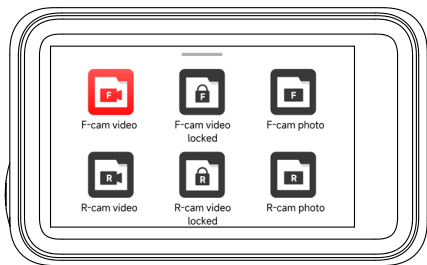 F
F
F
F-cam video
F-cam video
locked
F-cam photo
R
R
R
R-cam video
R-cam video
locked
R-cam photo